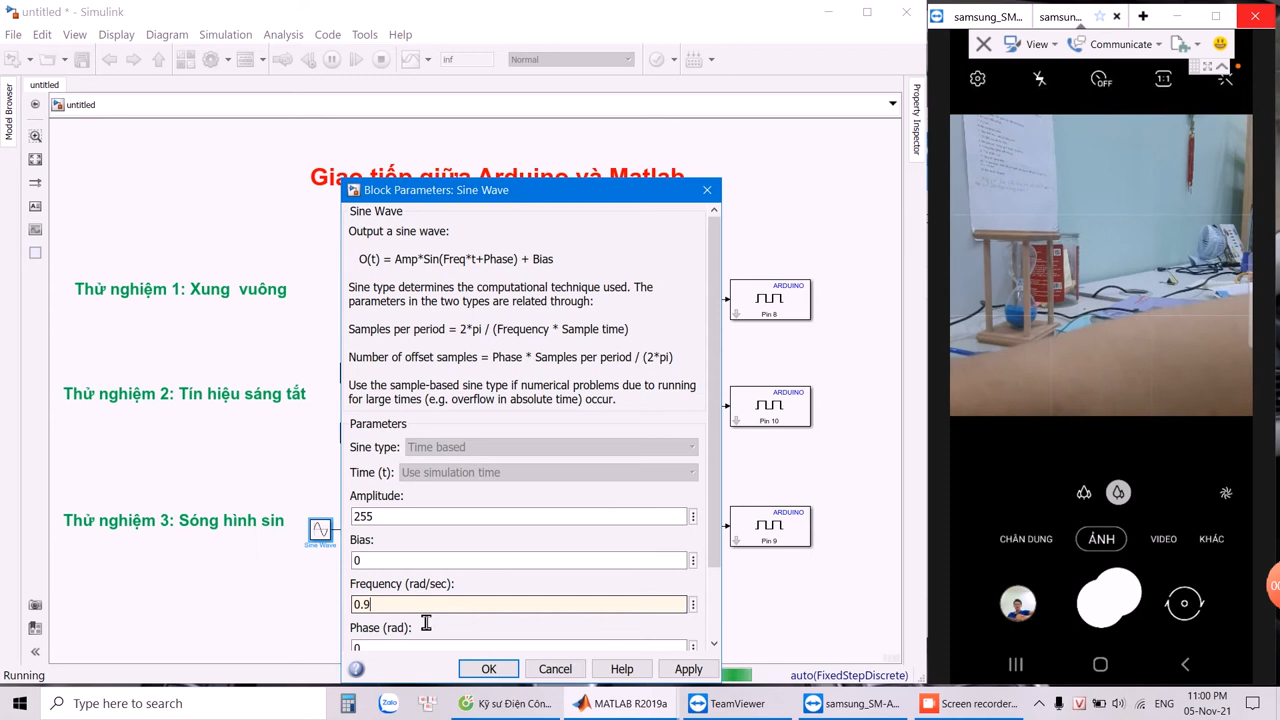 untitled * - Simulink
samsung_SM...
samsun...
File Edit View Display Diagram Simulation Analysis Code Tools
View
Communicate
inf
Normal
untitled
untitled
Model Browser
Property Inspector
OFF
1:1
Giao tiếp giữa Arduino và Matlab
Block Parameters: Sine Wave
Sine Wave
Output a sine wave:
O(t) = Amp*Sin(Freq*t+Phase) + Bias
Sine type determines the computational technique used. The
parameters in the two types are related through:
Samples per period = 2*pi / (Frequency * Sample time)
Number of offset samples = Phase * Samples per period / (2*pi)
Use the sample-based sine type if numerical problems due to running
for large times (e.g. overflow in absolute time) occur.
Parameters
Sine type: Time based
Time (t): Use simulation time
Amplitude:
255
Bias:
0
Frequency (rad/sec):
0.9
Phase (rad):
0
OK
Cancel
Help
Apply
Thử nghiệm 1: Xung vuông
Thử nghiệm 2: Tín hiệu sáng tắt
Thử nghiệm 3: Sóng hình sin
Sine Wave
ARDUINO
Pin 8
ARDUINO
Pin 10
ARDUINO
Pin 9
CHÂN DUNG
ẢNH
VIDEO
KHÁC
00
Running
auto(FixedStepDiscrete)
Type here to search
Zalo
Kỹ sư Điện Côn...
MATLAB R2019...
TeamViewer
samsung_SM-A...
Screen recorder...
V
ENG
11:00 PM
05-Nov-21